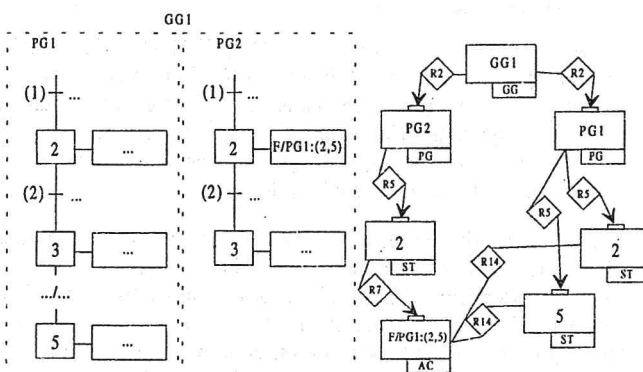 GG1
PG1
(1) ...
2 ...
(2) ...
3 ...
.../...
5 ...
PG2
(1) ...
2 F/PG1:(2,5)
(2) ...
3 ...
GG1
GG
R2
R2
PG2
PG
PG1
PG
R5
R5
R5
2
ST
2
ST
R14
R7
5
ST
R14
F/PG1:(2,5)
AC